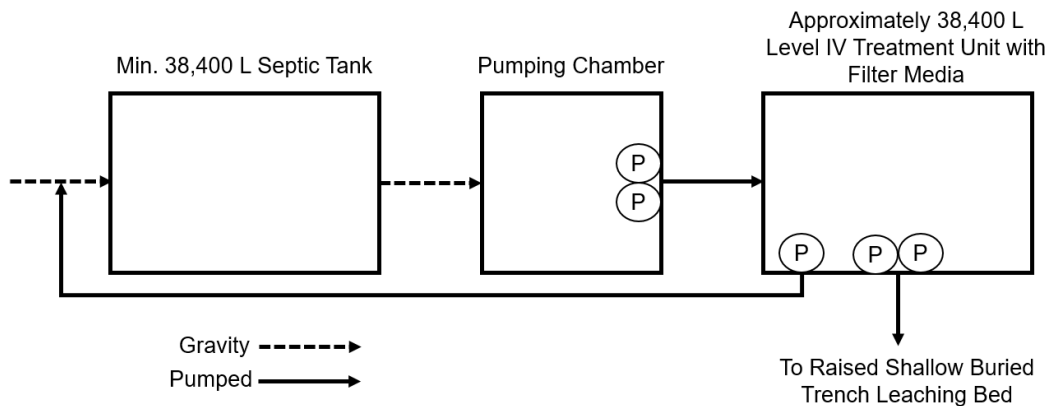 Approximately 38,400 L
Level IV Treatment Unit with
Filter Media
Min. 38,400 L Septic Tank
Pumping Chamber
P
P
P
P
P
Gravity
Pumped
To Raised Shallow Buried
Trench Leaching Bed